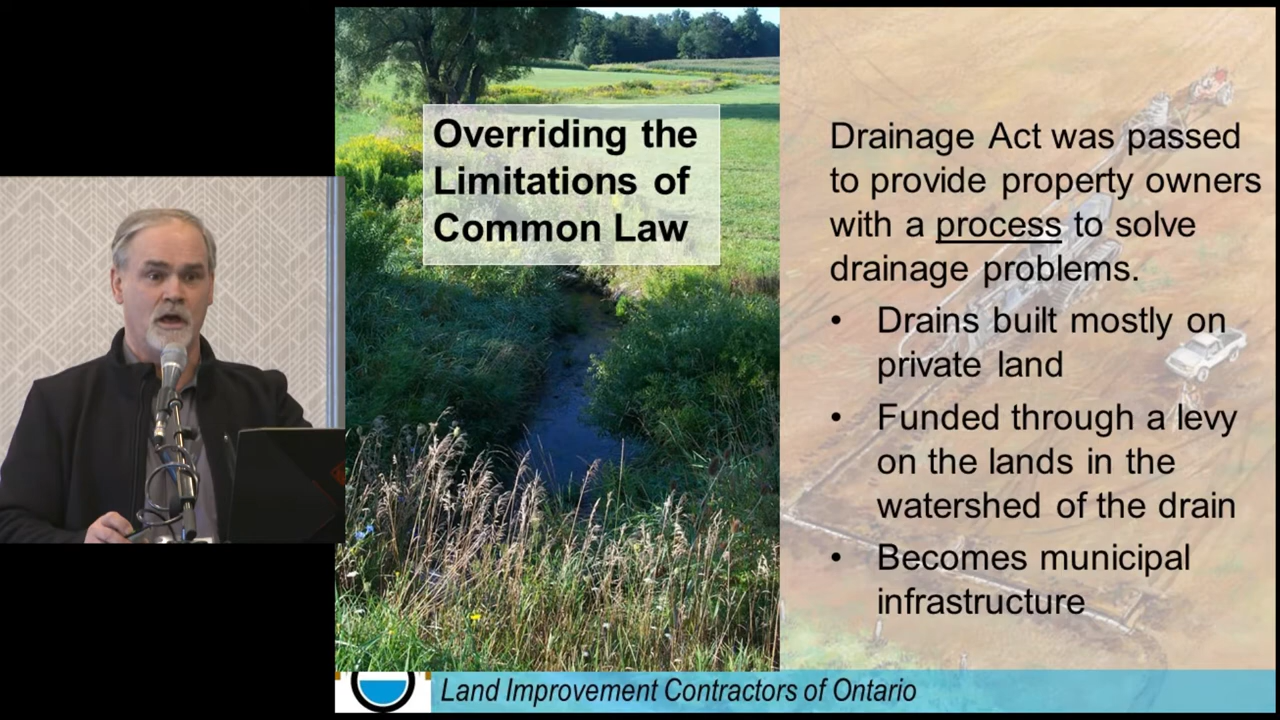 Overriding the
Limitations of
Common Law
Drainage Act was passed
to provide property owners
with a process to solve
drainage problems.
• Drains built mostly on
private land
• Funded through a levy
on the lands in the
watershed of the drain
• Becomes municipal
infrastructure
Land Improvement Contractors of Ontario